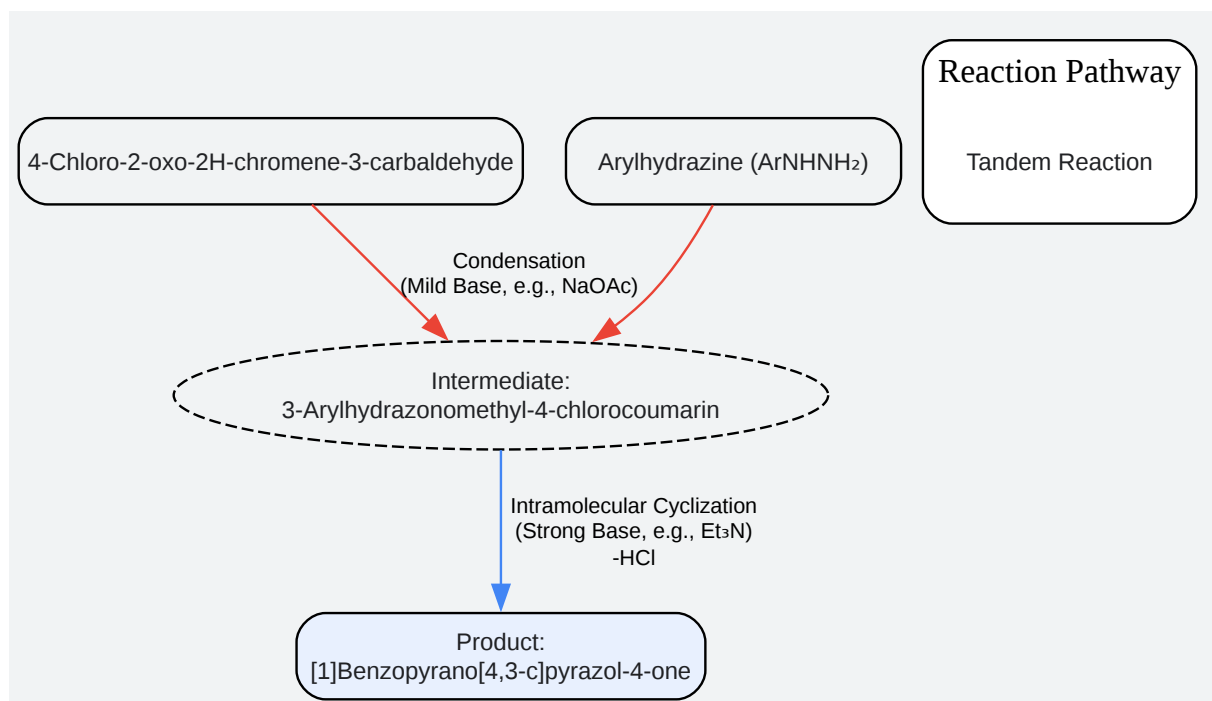 Reaction Pathway
4-Chloro-2-oxo-2H-chromene-3-carbaldehyde
Arylhydrazine (ArNHNH₂)
Tandem Reaction
Condensation
(Mild Base, e.g., NaOAc)
Intermediate:
3-Arylhydrazonomethyl-4-chlorocoumarin
Intramolecular Cyclization
(Strong Base, e.g., Et₃N)
-HCl
Product:
[1]Benzopyrano[4,3-c]pyrazol-4-one